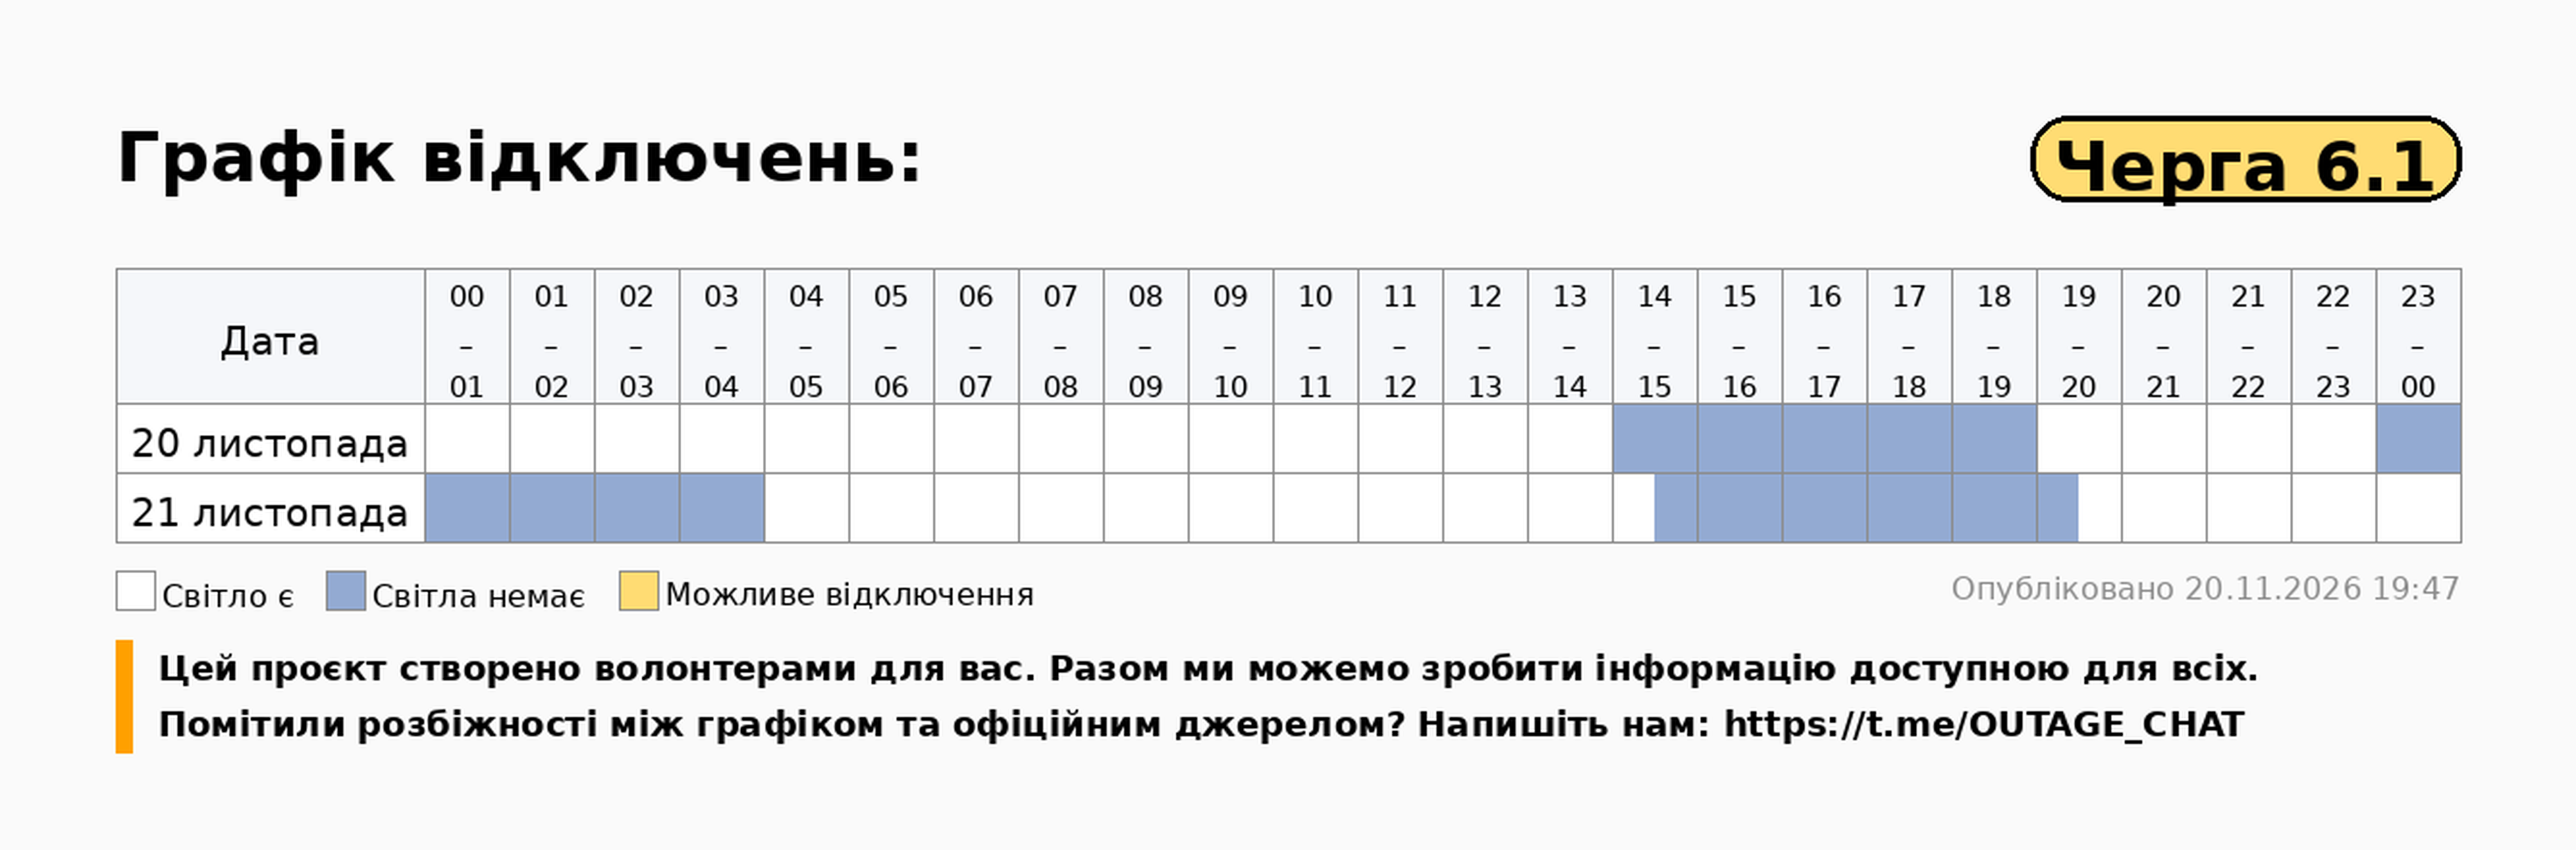 Графік відключень:
Черга 6.1
Дата 00 – 01 01 – 02 02 – 03 03 – 04 04 – 05 05 – 06 06 – 07 07 – 08 08 – 09 09 – 10 10 – 11 11 – 12 12 – 13 13 – 14 14 – 15 15 – 16 16 – 17 17 – 18 18 – 19 19 – 20 20 – 21 21 – 22 22 – 23 23 – 00
20 листопада
21 листопада
Світло є Світла немає Можливе відключення
Опубліковано 20.11.2026 19:47
Цей проєкт створено волонтерами для вас. Разом ми можемо зробити інформацію доступною для всіх.
Помітили розбіжності між графіком та офіційним джерелом? Напишіть нам: https://t.me/OUTAGE_CHAT